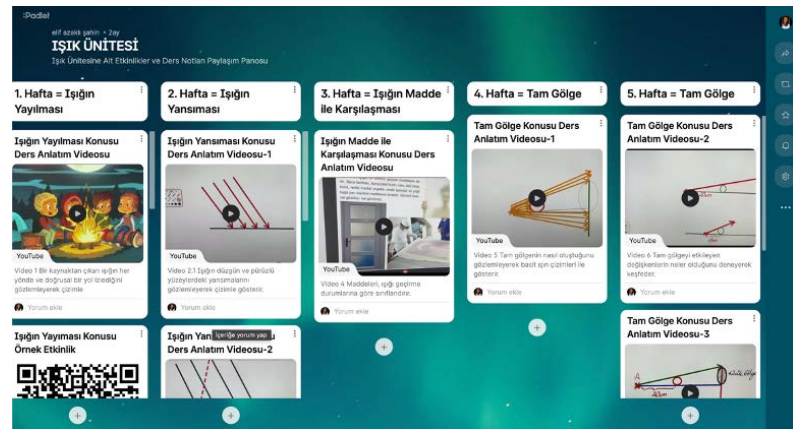 :Padlet
elif azaklı şahin • 2ay
IŞIK ÜNİTESİ
Işık Ünitesine Ait Etkinlikler ve Ders Notları Paylaşım Panosu
1. Hafta = Işığın
Yayılması
Işığın Yayılması Konusu
Ders Anlatım Videosu
YouTube
Video 1 Bir kaynaktan çıkan ışığın her
yönde ve doğrusal bir yol izlediğini
gözlemleyerek çizimle
Yorum ekle
Işığın Yayıması Konusu
Örnek Etkinlik
2. Hafta = Işığın
Yansıması
Işığın Yansıması Konusu
Ders Anlatım Videosu-1
YouTube
Video 2.1 Işığın düzgün ve pürüzlü
yüzeylerdeki yansımalarını
gözlemleyerek çizimle gösterir.
Yorum ekle
Işığın Yan
İçeriğe yorum yap
Ders Anlatım Videosu-2
3. Hafta = Işığın Madde
ile Karşılaşması
Işığın Madde ile
Karşılaşması Konusu Ders
Anlatım Videosu
YouTube
Video 4 Maddeleri, ışığı geçirme
durumlarına göre sınıflandırır.
Yorum ekle
4. Hafta = Tam Gölge
Tam Gölge Konusu Ders
Anlatım Videosu-1
YouTube
Video 5 Tam gölgenin nasıl oluştuğunu
gözlemleyerek basit ışın çizimleri ile
gösterir.
Yorum ekle
5. Hafta = Tam Gölge
Tam Gölge Konusu Ders
Anlatım Videosu-2
YouTube
Video 6 Tam gölgeyi etkileyen
değişkenlerin neler olduğunu deneyerek
keşfeder.
Yorum ekle
Tam Gölge Konusu Ders
Anlatım Videosu-3
A